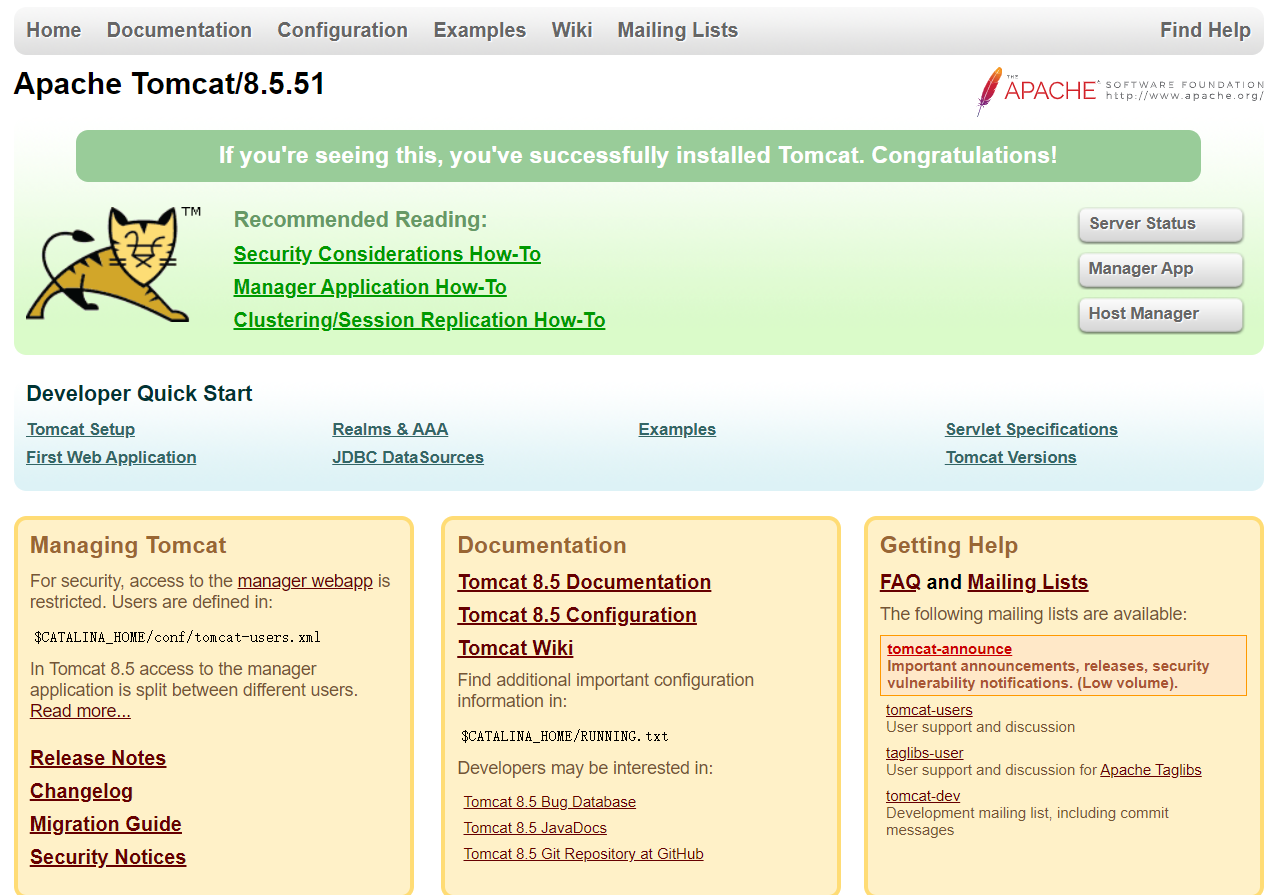 Home Documentation Configuration Examples Wiki Mailing Lists Find Help
Apache Tomcat/8.5.51
THE APACHE SOFTWARE FOUNDATION
http://www.apache.org/
If you're seeing this, you've successfully installed Tomcat. Congratulations!
TM
Recommended Reading:
Security Considerations How-To
Manager Application How-To
Clustering/Session Replication How-To
Server Status
Manager App
Host Manager
Developer Quick Start
Tomcat Setup
First Web Application
Realms & AAA
JDBC DataSources
Examples
Servlet Specifications
Tomcat Versions
Managing Tomcat
For security, access to the manager webapp is
restricted. Users are defined in:
$CATALINA_HOME/conf/tomcat-users.xml
In Tomcat 8.5 access to the manager
application is split between different users.
Read more...
Release Notes
Changelog
Migration Guide
Security Notices
Documentation
Tomcat 8.5 Documentation
Tomcat 8.5 Configuration
Tomcat Wiki
Find additional important configuration
information in:
$CATALINA_HOME/RUNNING.txt
Developers may be interested in:
Tomcat 8.5 Bug Database
Tomcat 8.5 JavaDocs
Tomcat 8.5 Git Repository at GitHub
Getting Help
FAQ and Mailing Lists
The following mailing lists are available:
tomcat-announce
Important announcements, releases, security
vulnerability notifications. (Low volume).
tomcat-users
User support and discussion
taglibs-user
User support and discussion for Apache Taglibs
tomcat-dev
Development mailing list, including commit
messages